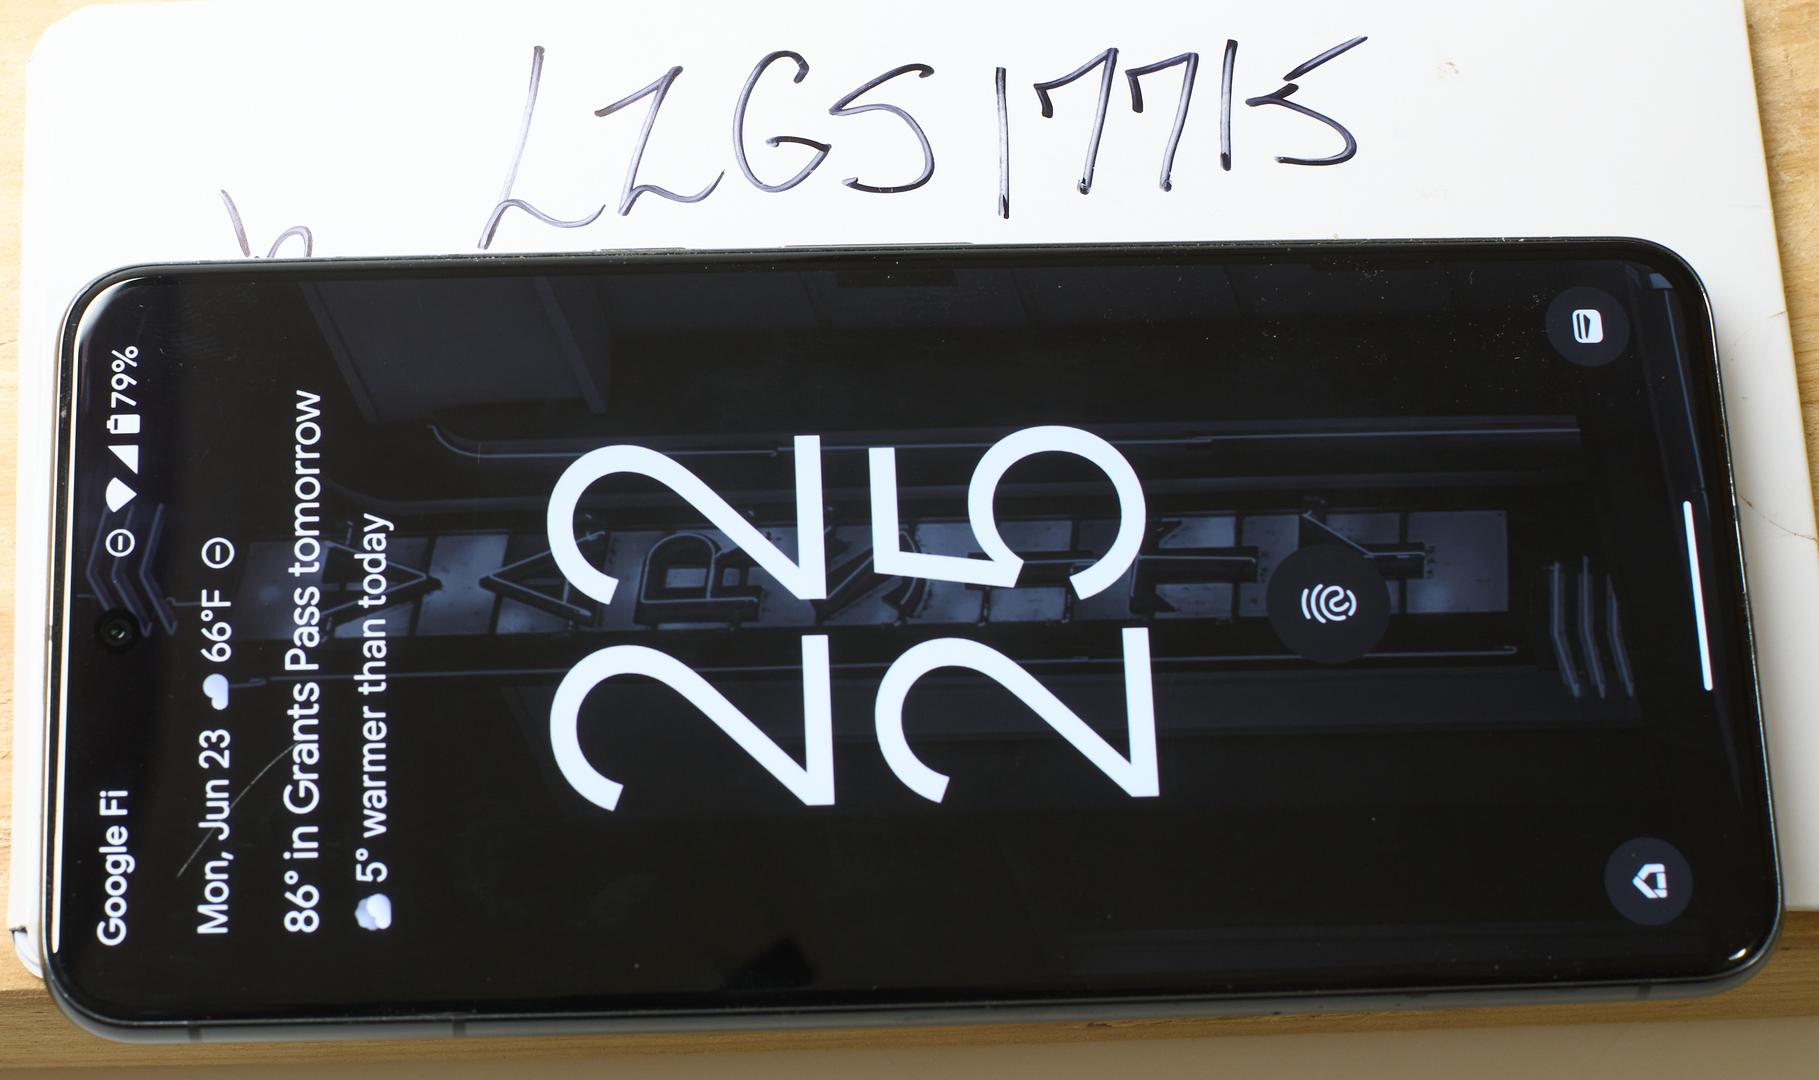 LZGS17715
Google Fi
79%
Mon, Jun 23 66°F
86° in Grants Pass tomorrow
5° warmer than today
22
25